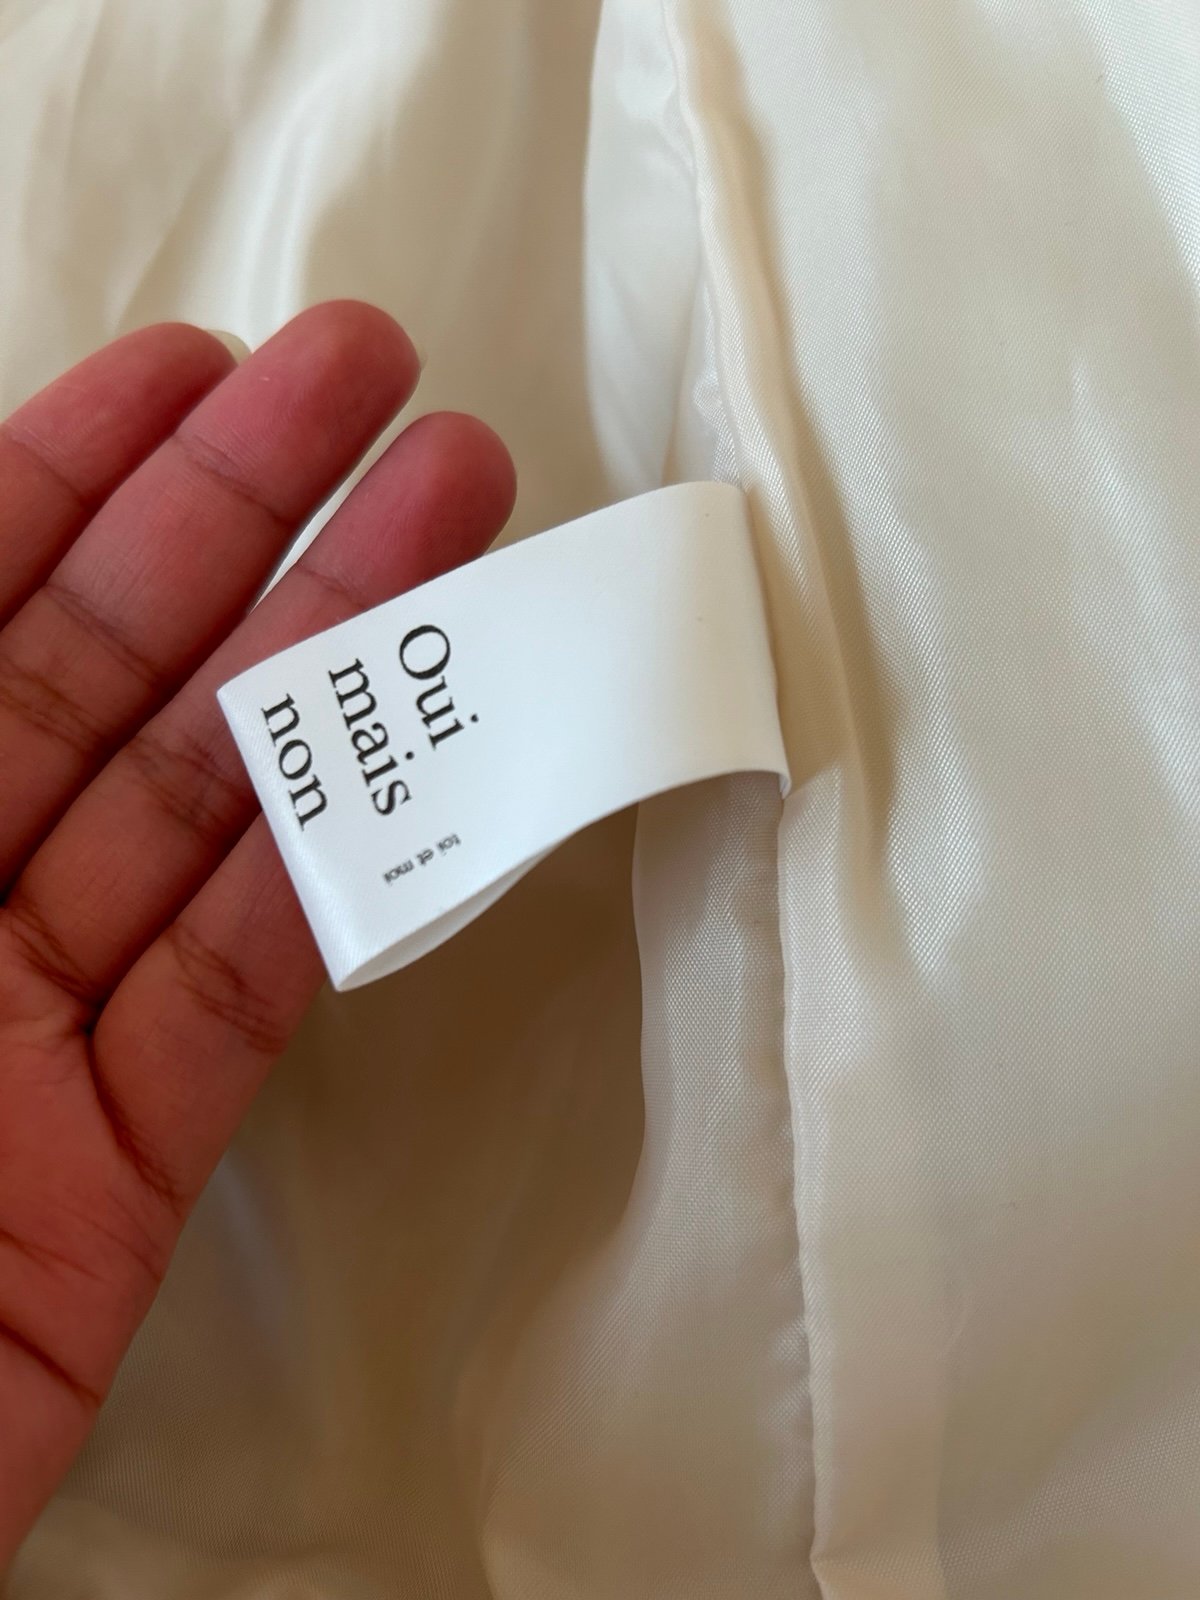 Oui
mais
non
toi et moi